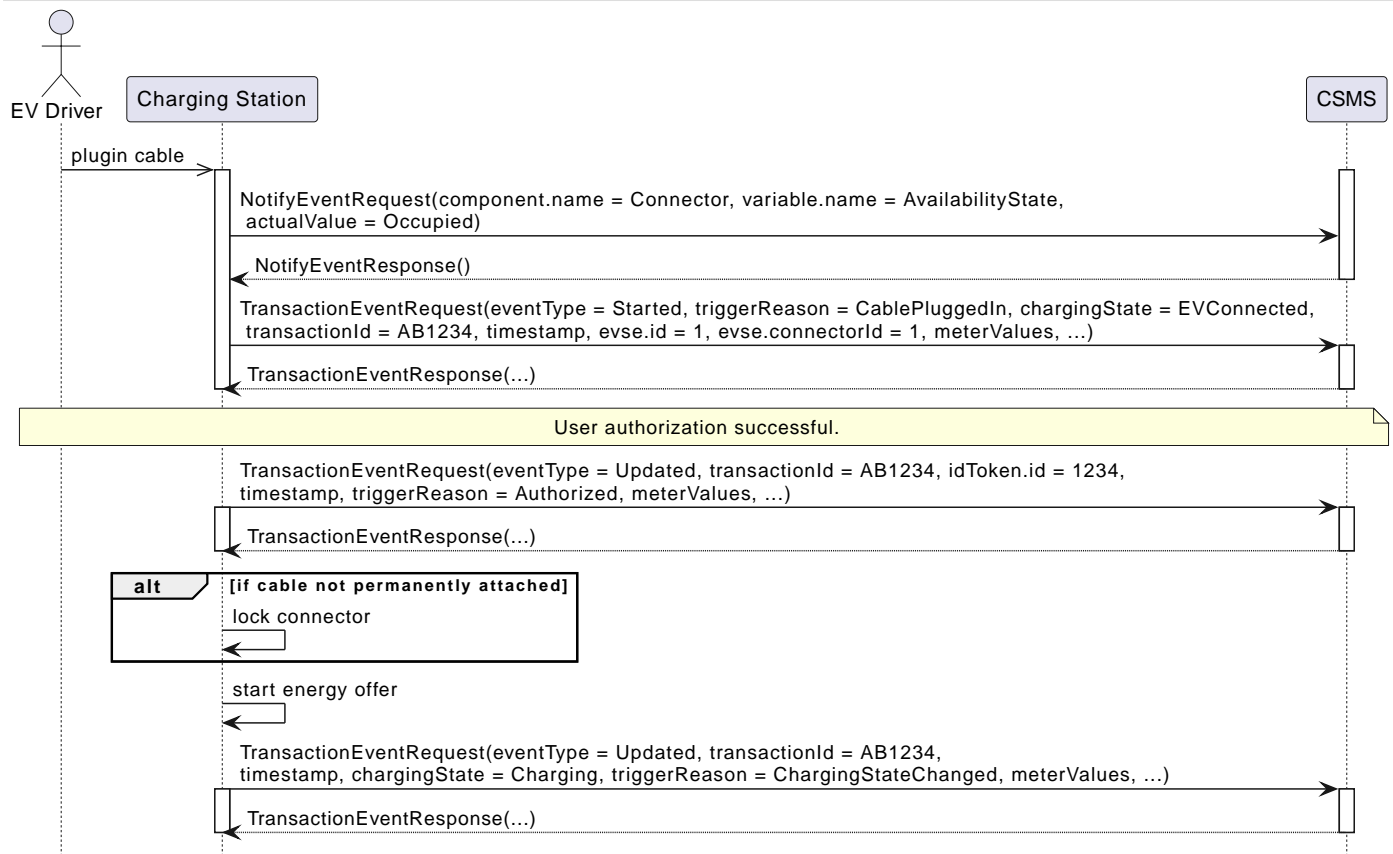 EV Driver
Charging Station
CSMS
plugin cable
NotifyEventRequest(component.name = Connector, variable.name = AvailabilityState,
actualValue = Occupied)
NotifyEventResponse()
TransactionEventRequest(eventType = Started, triggerReason = CablePluggedIn, chargingState = EVConnected,
transactionId = AB1234, timestamp, evse.id = 1, evse.connectorId = 1, meterValues, ...)
TransactionEventResponse(...)
User authorization successful.
TransactionEventRequest(eventType = Updated, transactionId = AB1234, idToken.id = 1234,
timestamp, triggerReason = Authorized, meterValues, ...)
TransactionEventResponse(...)
alt [if cable not permanently attached]
lock connector
start energy offer
TransactionEventRequest(eventType = Updated, transactionId = AB1234,
timestamp, chargingState = Charging, triggerReason = ChargingStateChanged, meterValues, ...)
TransactionEventResponse(...)